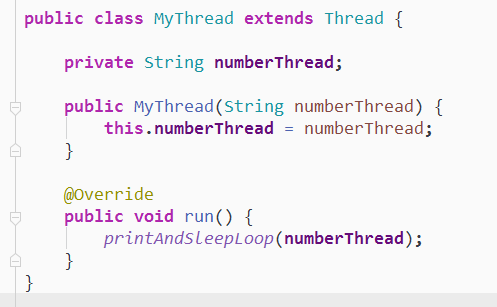 public class MyThread extends Thread {
private String numberThread;
public MyThread(String numberThread) {
this.numberThread = numberThread;
}
@Override
public void run() {
printAndSleepLoop(numberThread);
}
}